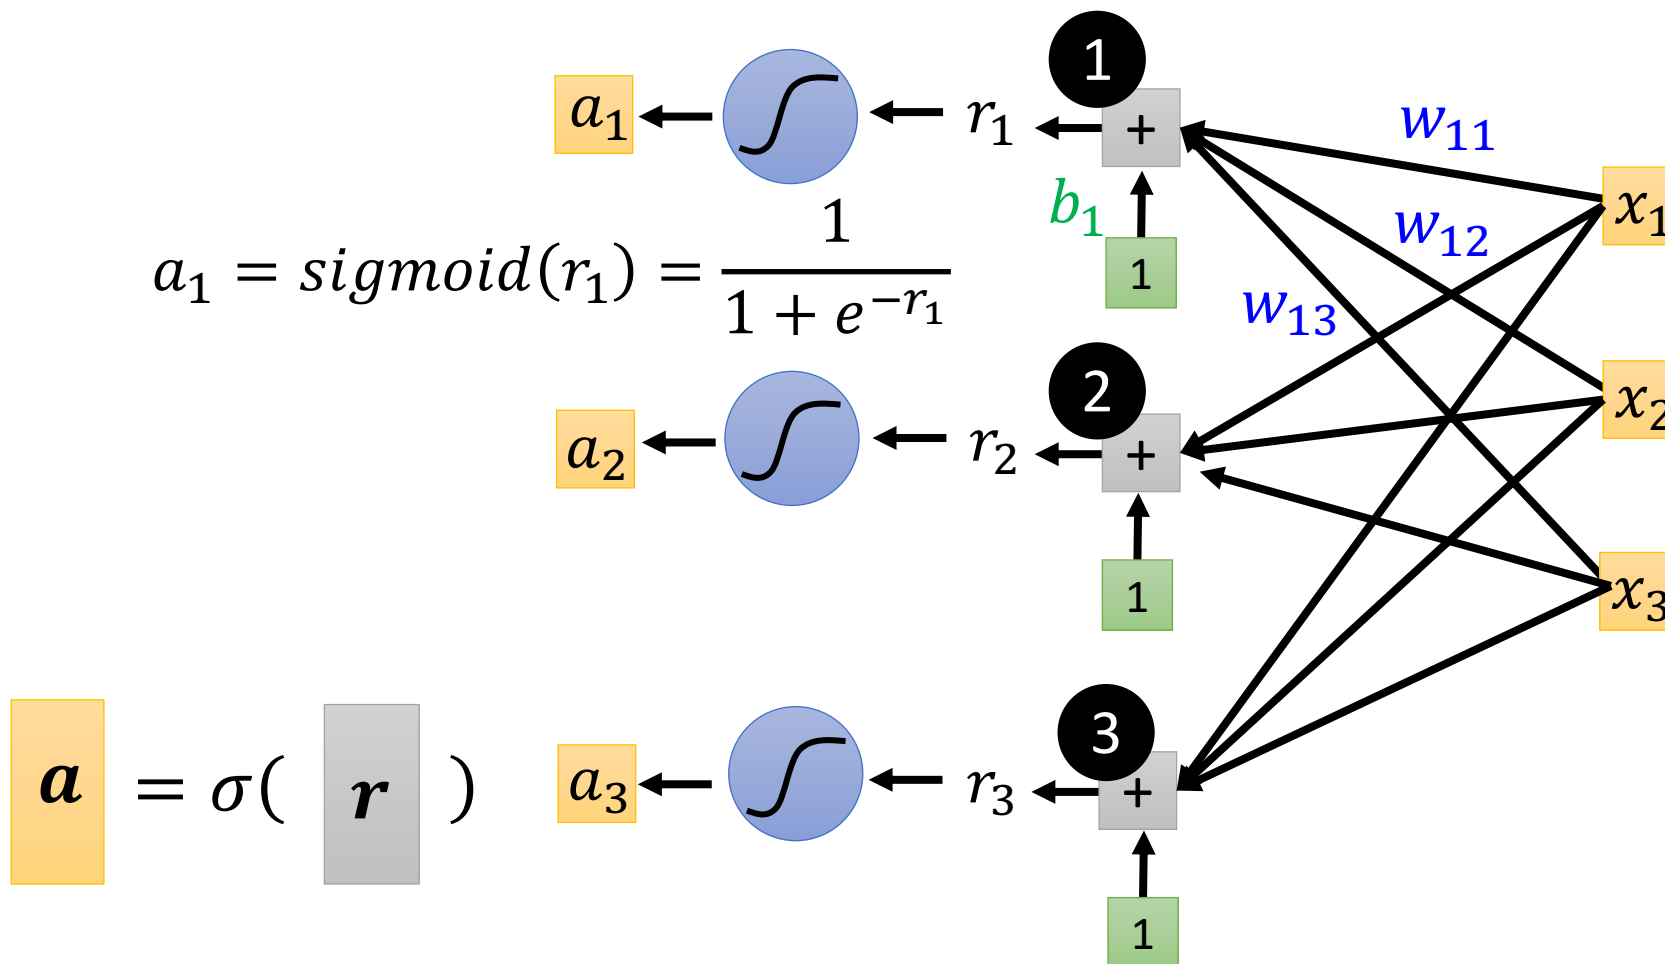 1
a₁ r₁ + w₁₁
x₁
b₁ w₁₂
a₁ = sigmoid(r₁) = 1 / (1 + e^(−r₁))
1
w₁₃
2
x₂
a₂ r₂ +
1
x₃
3
a = σ( r )
a₃ r₃ +
1